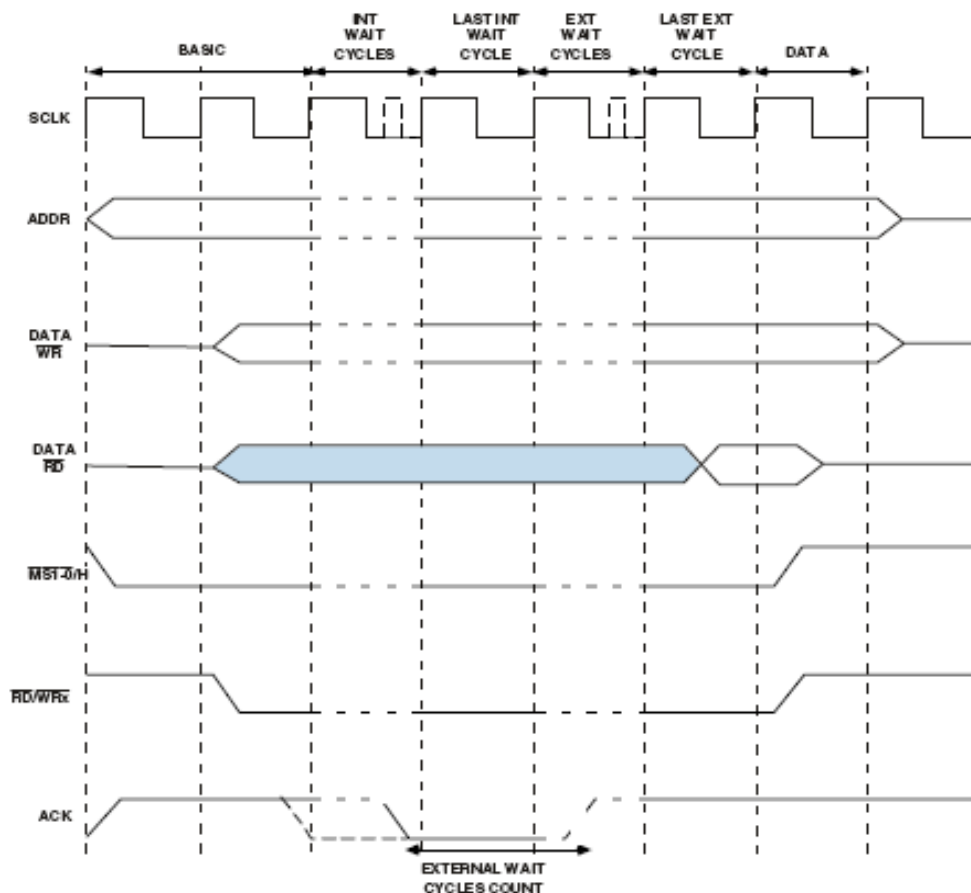 BASIC
INT
WAIT
CYCLES
LAST INT
WAIT
CYCLE
EXT
WAIT
CYCLES
LAST EXT
WAIT
CYCLE
DATA
SCLK
ADDR
DATA
WR
DATA
RD
MS1-0/H
RD/WRx
ACK
EXTERNAL WAIT
CYCLES COUNT